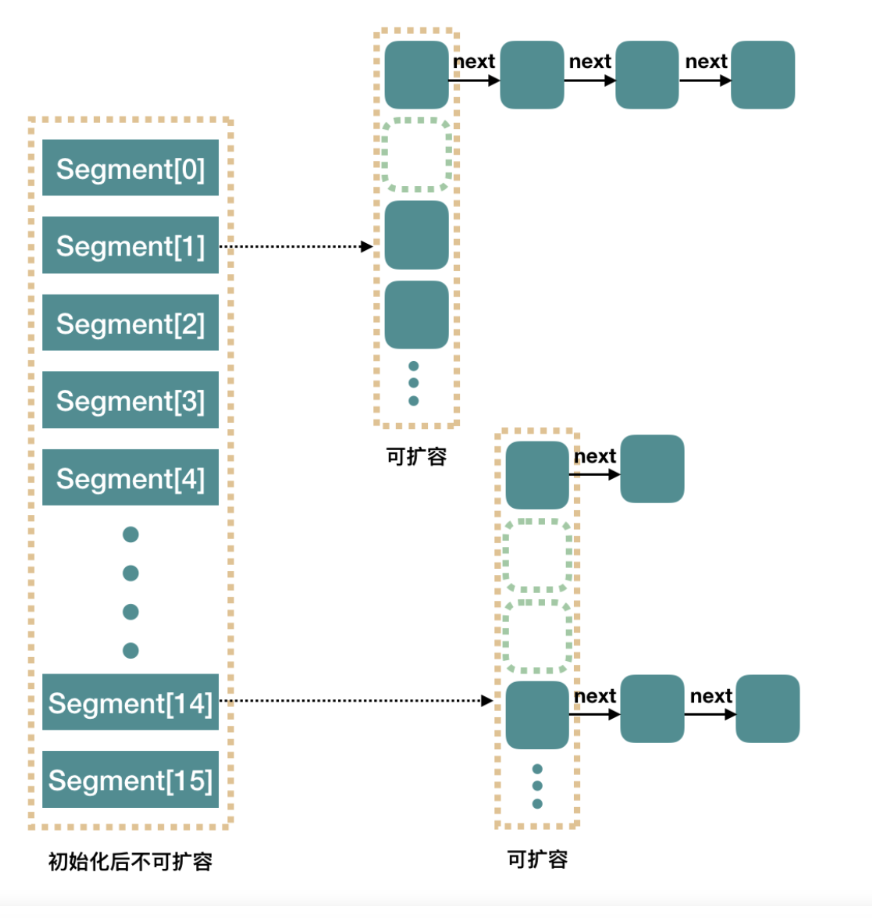 Segment[0]
Segment[1]
Segment[2]
Segment[3]
Segment[4]
Segment[14]
Segment[15]
初始化后不可扩容
next
next
next
可扩容
next
next
next
可扩容